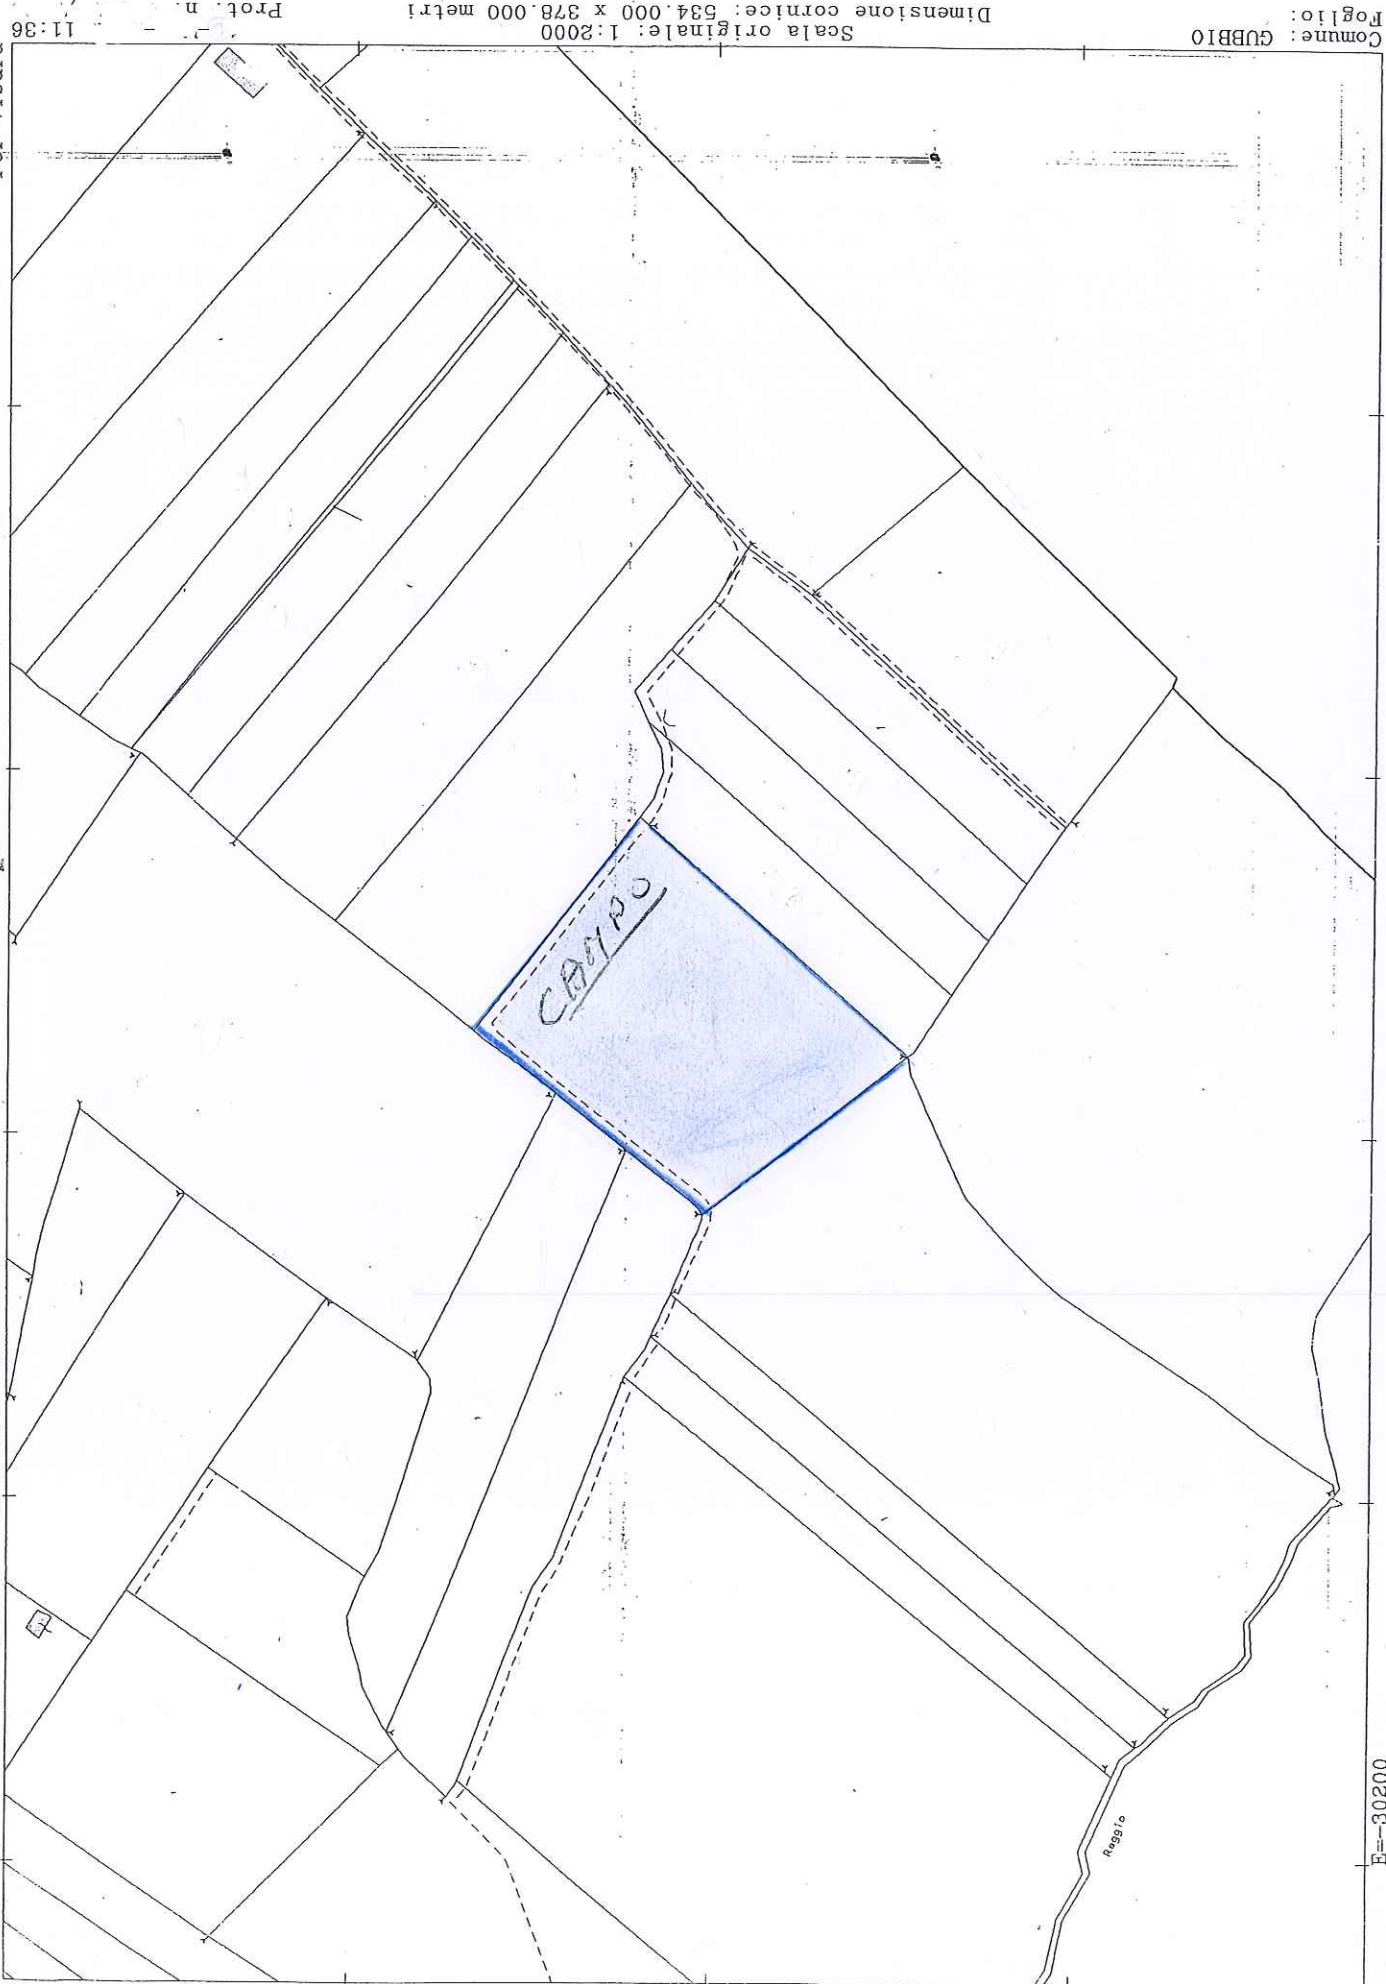 Comune: GUBBIO
Foglio:
Scala originale: 1:2000
Dimensione cornice: 534.000 x 378.000 metri
11:36
Prot. n.
CAMPO
Raggio
E=-30200